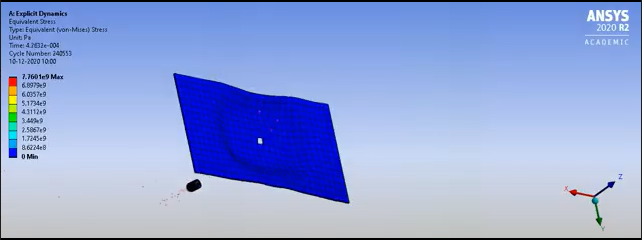 A: Explicit Dynamics
Equivalent Stress
Type: Equivalent (von-Mises) Stress
Unit: Pa
Time: 4.2632e-004
Cycle Number: 240553
10-12-2020 10:00
7.7601e9 Max
6.8979e9
6.0357e9
5.1734e9
4.3112e9
3.449e9
2.5867e9
1.7245e9
8.6224e8
0 Min
ANSYS
2020 R2
ACADEMIC
X
Z
Y